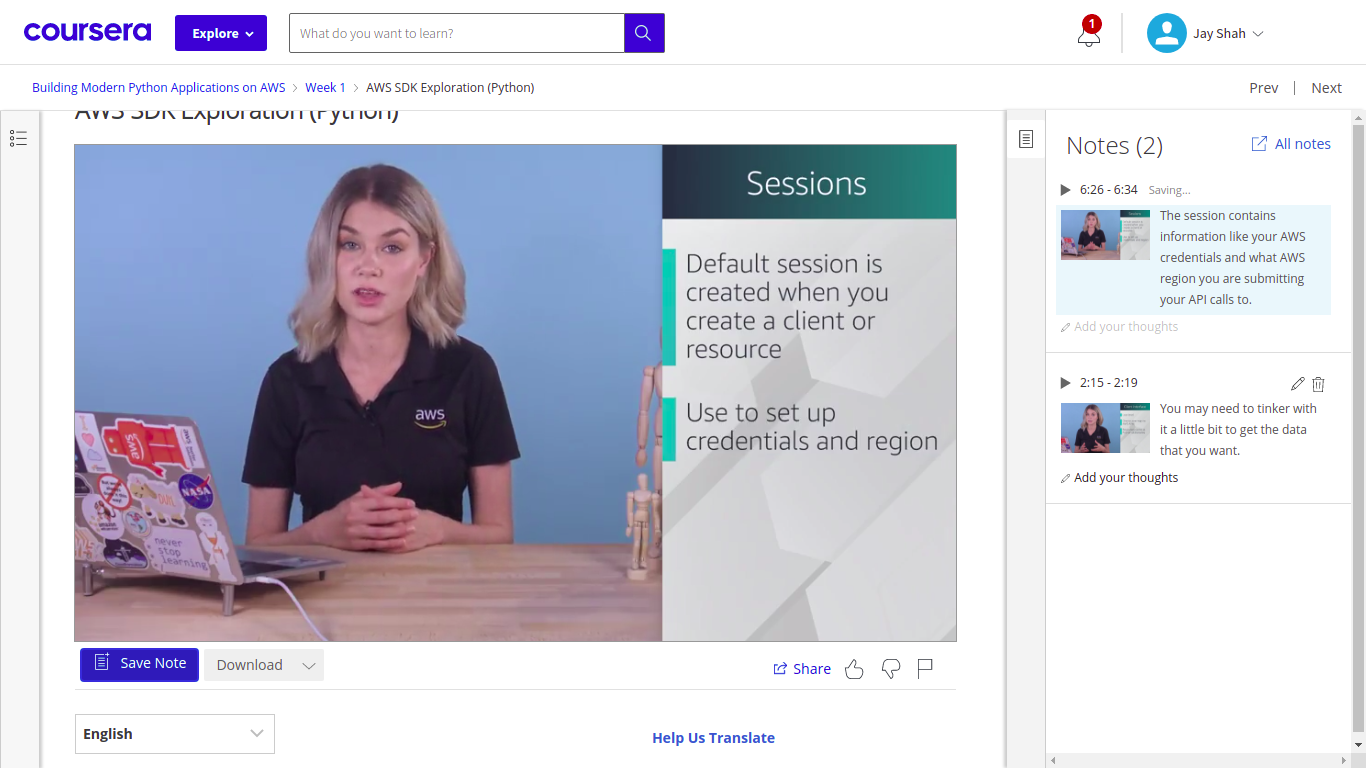 coursera
Explore
What do you want to learn?
1
Jay Shah
Building Modern Python Applications on AWS
Week 1
AWS SDK Exploration (Python)
Prev
Next
AWS SDK Exploration (Python)
Sessions
Default session is
created when you
create a client or
resource
Use to set up
credentials and region
aws
aws
NASA
never
stop
learning
Save Note
Download
Share
English
Help Us Translate
Notes (2)
All notes
6:26 - 6:34
Saving...
The session contains
information like your AWS
credentials and what AWS
region you are submitting
your API calls to.
Add your thoughts
2:15 - 2:19
You may need to tinker with
it a little bit to get the data
that you want.
Add your thoughts